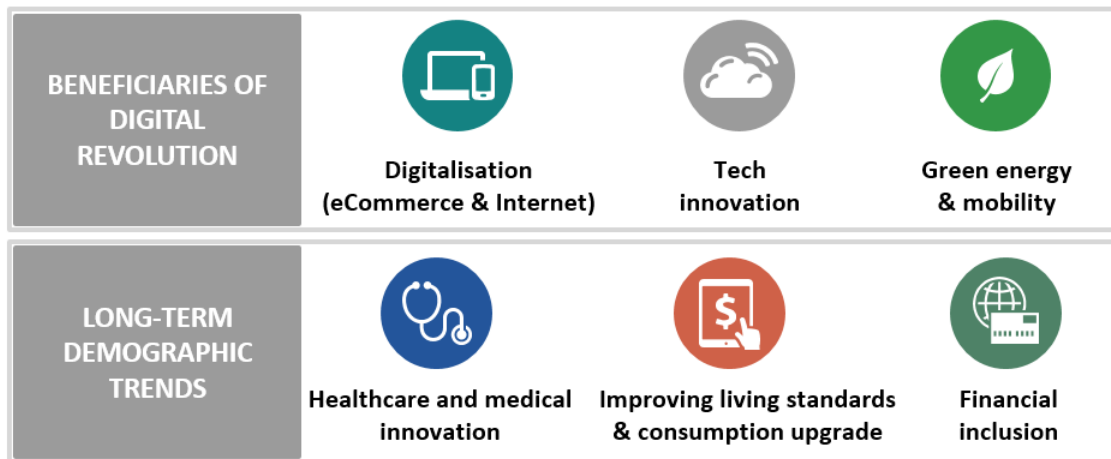 BENEFICIARIES OF
DIGITAL
REVOLUTION
Digitalisation
(eCommerce & Internet)
Tech
innovation
Green energy
& mobility
LONG-TERM
DEMOGRAPHIC
TRENDS
$
Healthcare and medical
innovation
Improving living standards
& consumption upgrade
Financial
inclusion